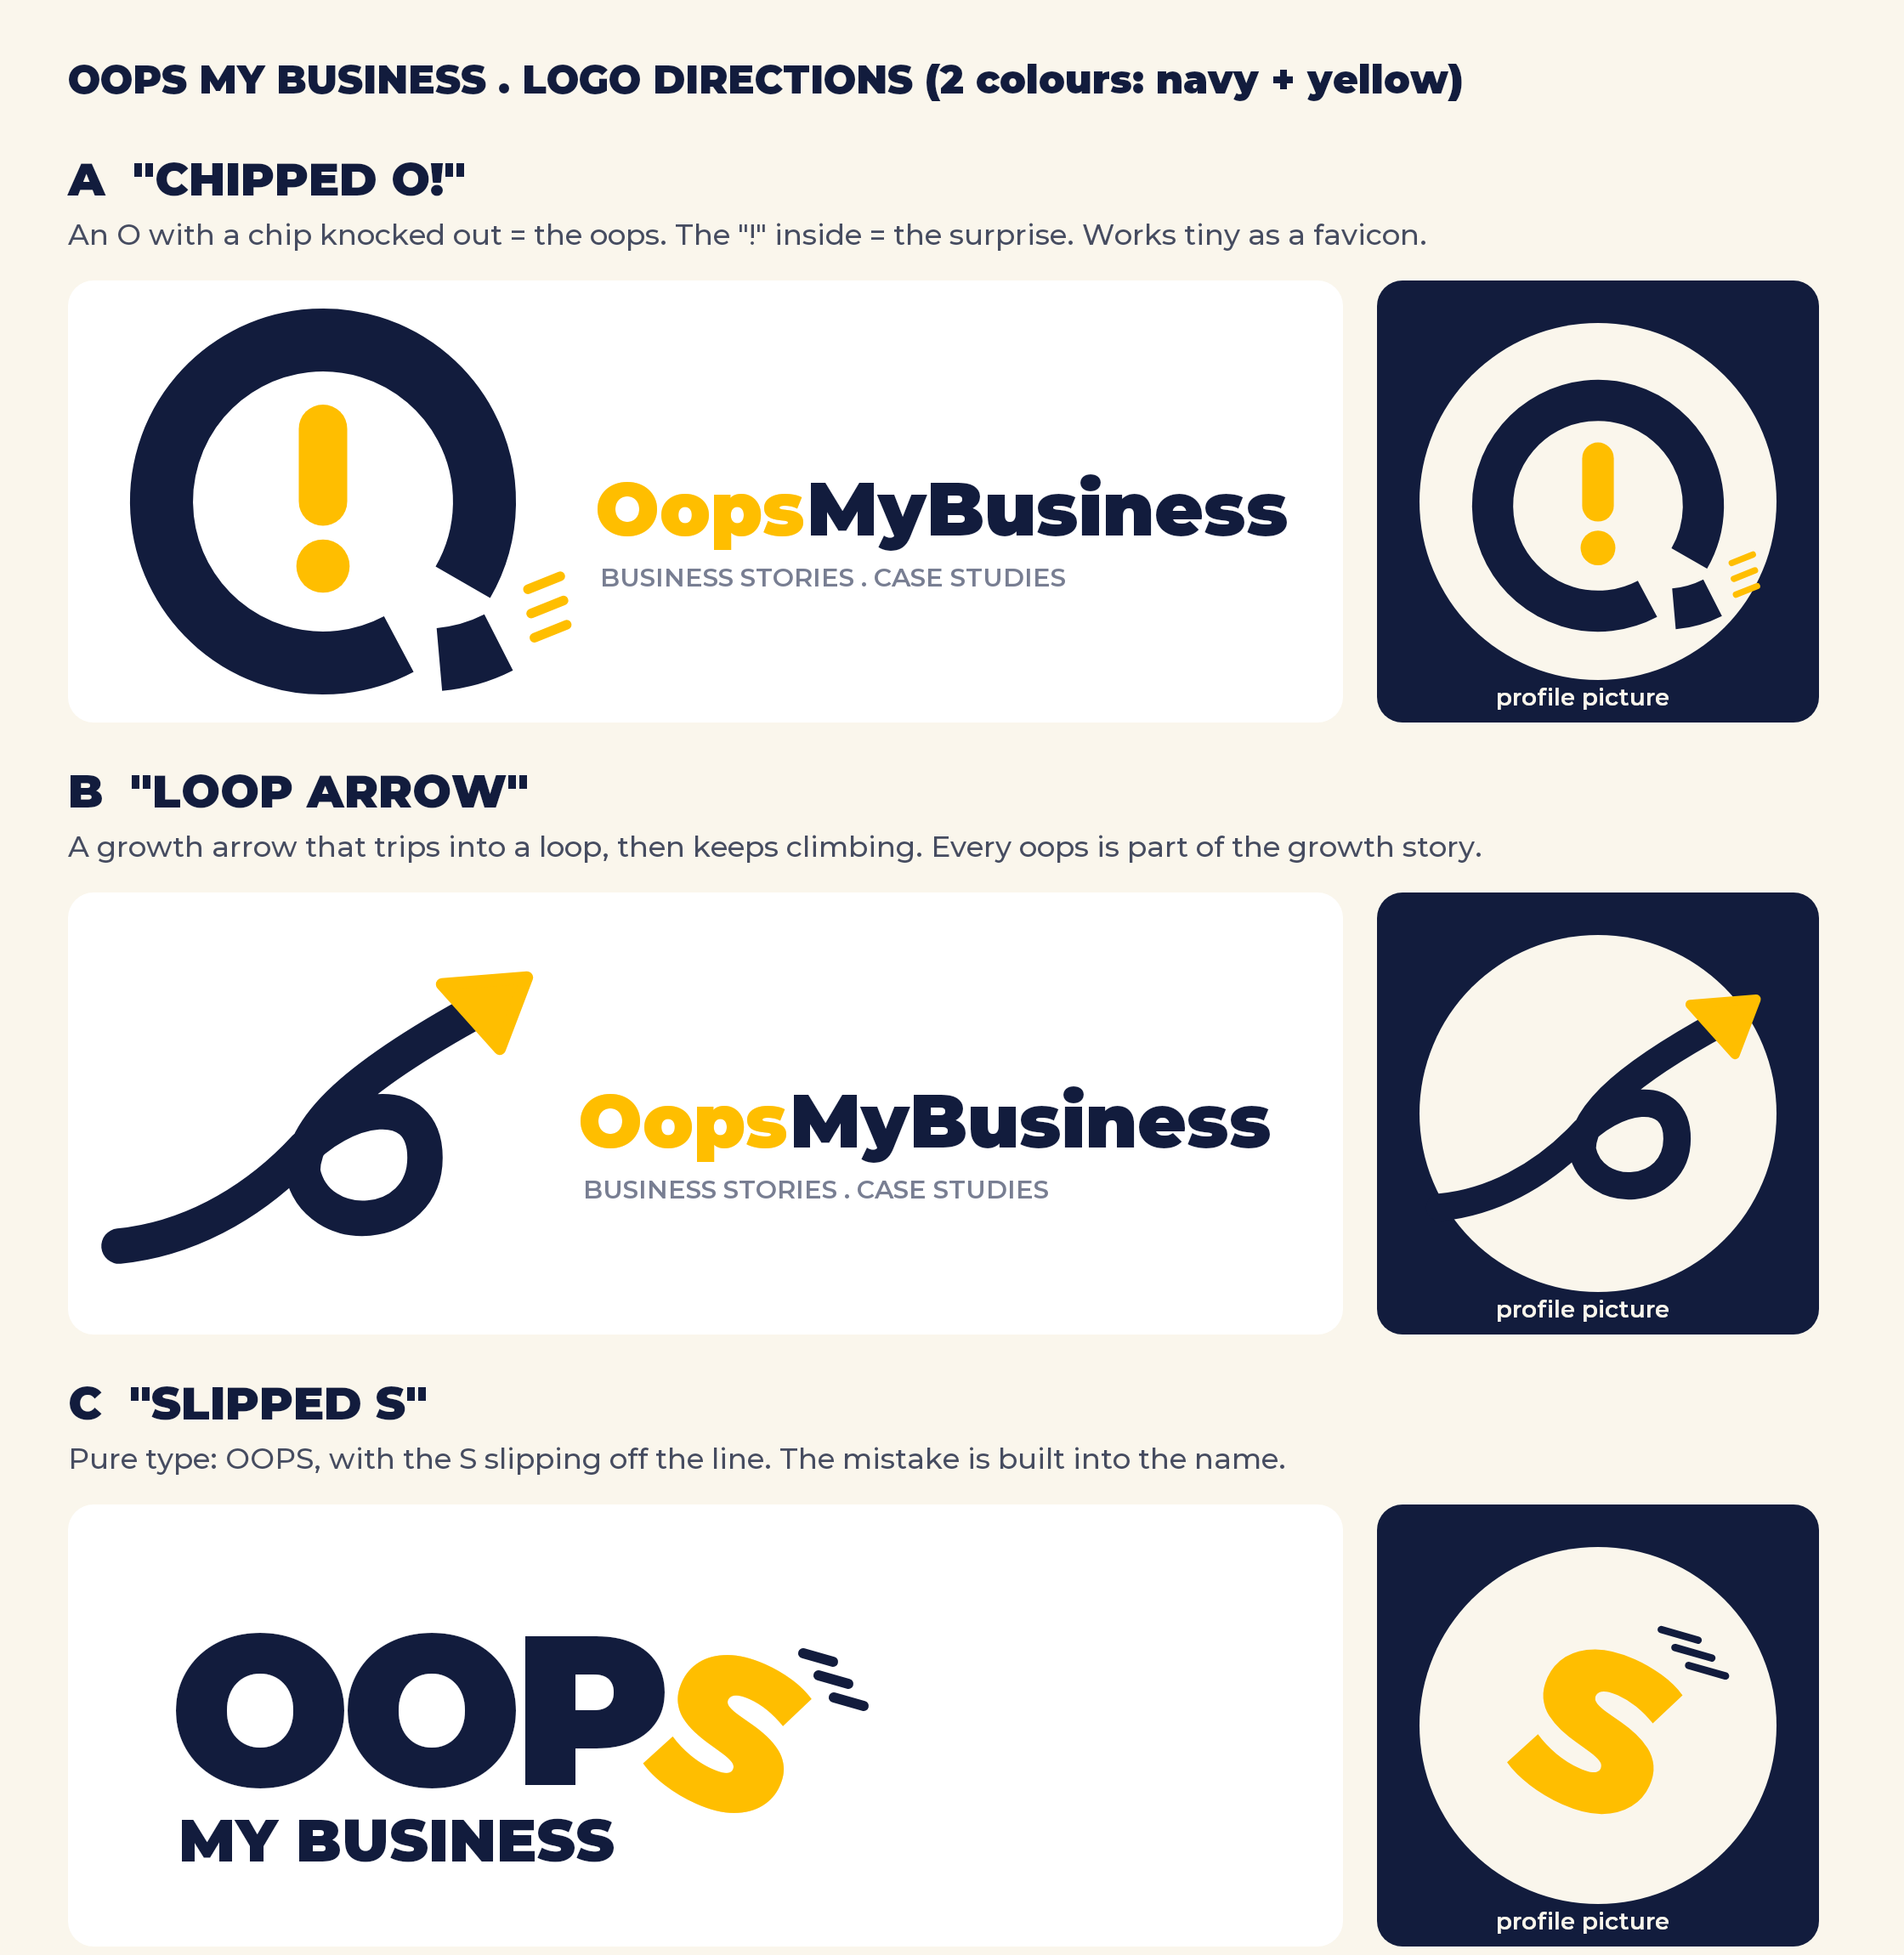 OOPS MY BUSINESS . LOGO DIRECTIONS (2 colours: navy + yellow)
A "CHIPPED O!"
An O with a chip knocked out = the oops. The "!" inside = the surprise. Works tiny as a favicon.
!
OopsMyBusiness
BUSINESS STORIES . CASE STUDIES
!
profile picture
B "LOOP ARROW"
A growth arrow that trips into a loop, then keeps climbing. Every oops is part of the growth story.
OopsMyBusiness
BUSINESS STORIES . CASE STUDIES
profile picture
C "SLIPPED S"
Pure type: OOPS, with the S slipping off the line. The mistake is built into the name.
OOPS
MY BUSINESS
S
profile picture